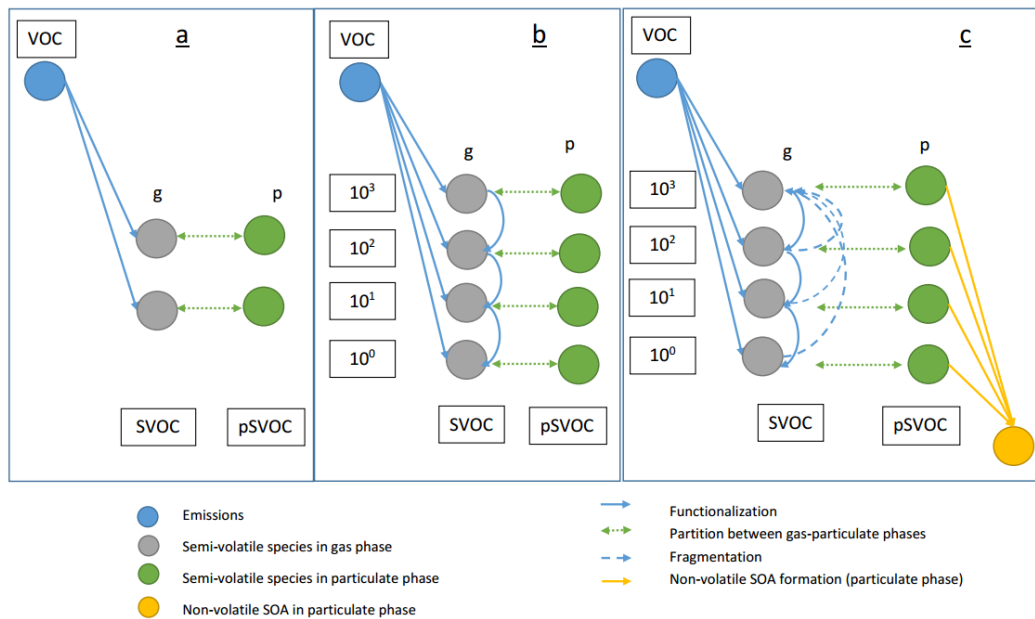 a
VOC
g
p
SVOC
pSVOC
b
VOC
g
p
10³
10²
10¹
10⁰
SVOC
pSVOC
c
VOC
g
p
10³
10²
10¹
10⁰
SVOC
pSVOC
Emissions
Semi-volatile species in gas phase
Semi-volatile species in particulate phase
Non-volatile SOA in particulate phase
Functionalization
Partition between gas-particulate phases
Fragmentation
Non-volatile SOA formation (particulate phase)